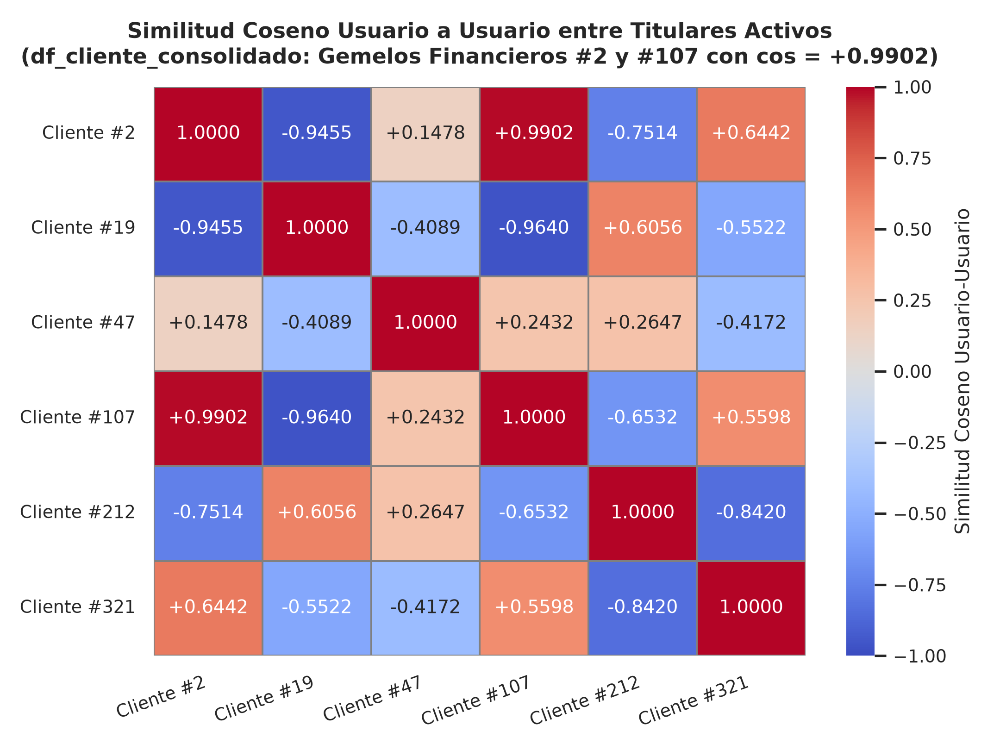 Similitud Coseno Usuario a Usuario entre Titulares Activos
(df_cliente_consolidado: Gemelos Financieros #2 y #107 con cos = +0.9902)
Cliente #2 1.0000 -0.9455 +0.1478 +0.9902 -0.7514 +0.6442
Cliente #19 -0.9455 1.0000 -0.4089 -0.9640 +0.6056 -0.5522
Cliente #47 +0.1478 -0.4089 1.0000 +0.2432 +0.2647 -0.4172
Cliente #107 +0.9902 -0.9640 +0.2432 1.0000 -0.6532 +0.5598
Cliente #212 -0.7514 +0.6056 +0.2647 -0.6532 1.0000 -0.8420
Cliente #321 +0.6442 -0.5522 -0.4172 +0.5598 -0.8420 1.0000
Cliente #2 Cliente #19 Cliente #47 Cliente #107 Cliente #212 Cliente #321
1.00
0.75
0.50
0.25
0.00
−0.25
−0.50
−0.75
−1.00
Similitud Coseno Usuario-Usuario